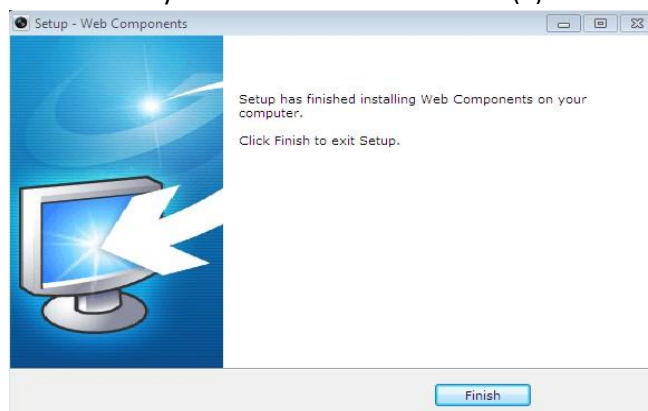 Setup - Web Components
Setup has finished installing Web Components on your
computer.
Click Finish to exit Setup.
Finish